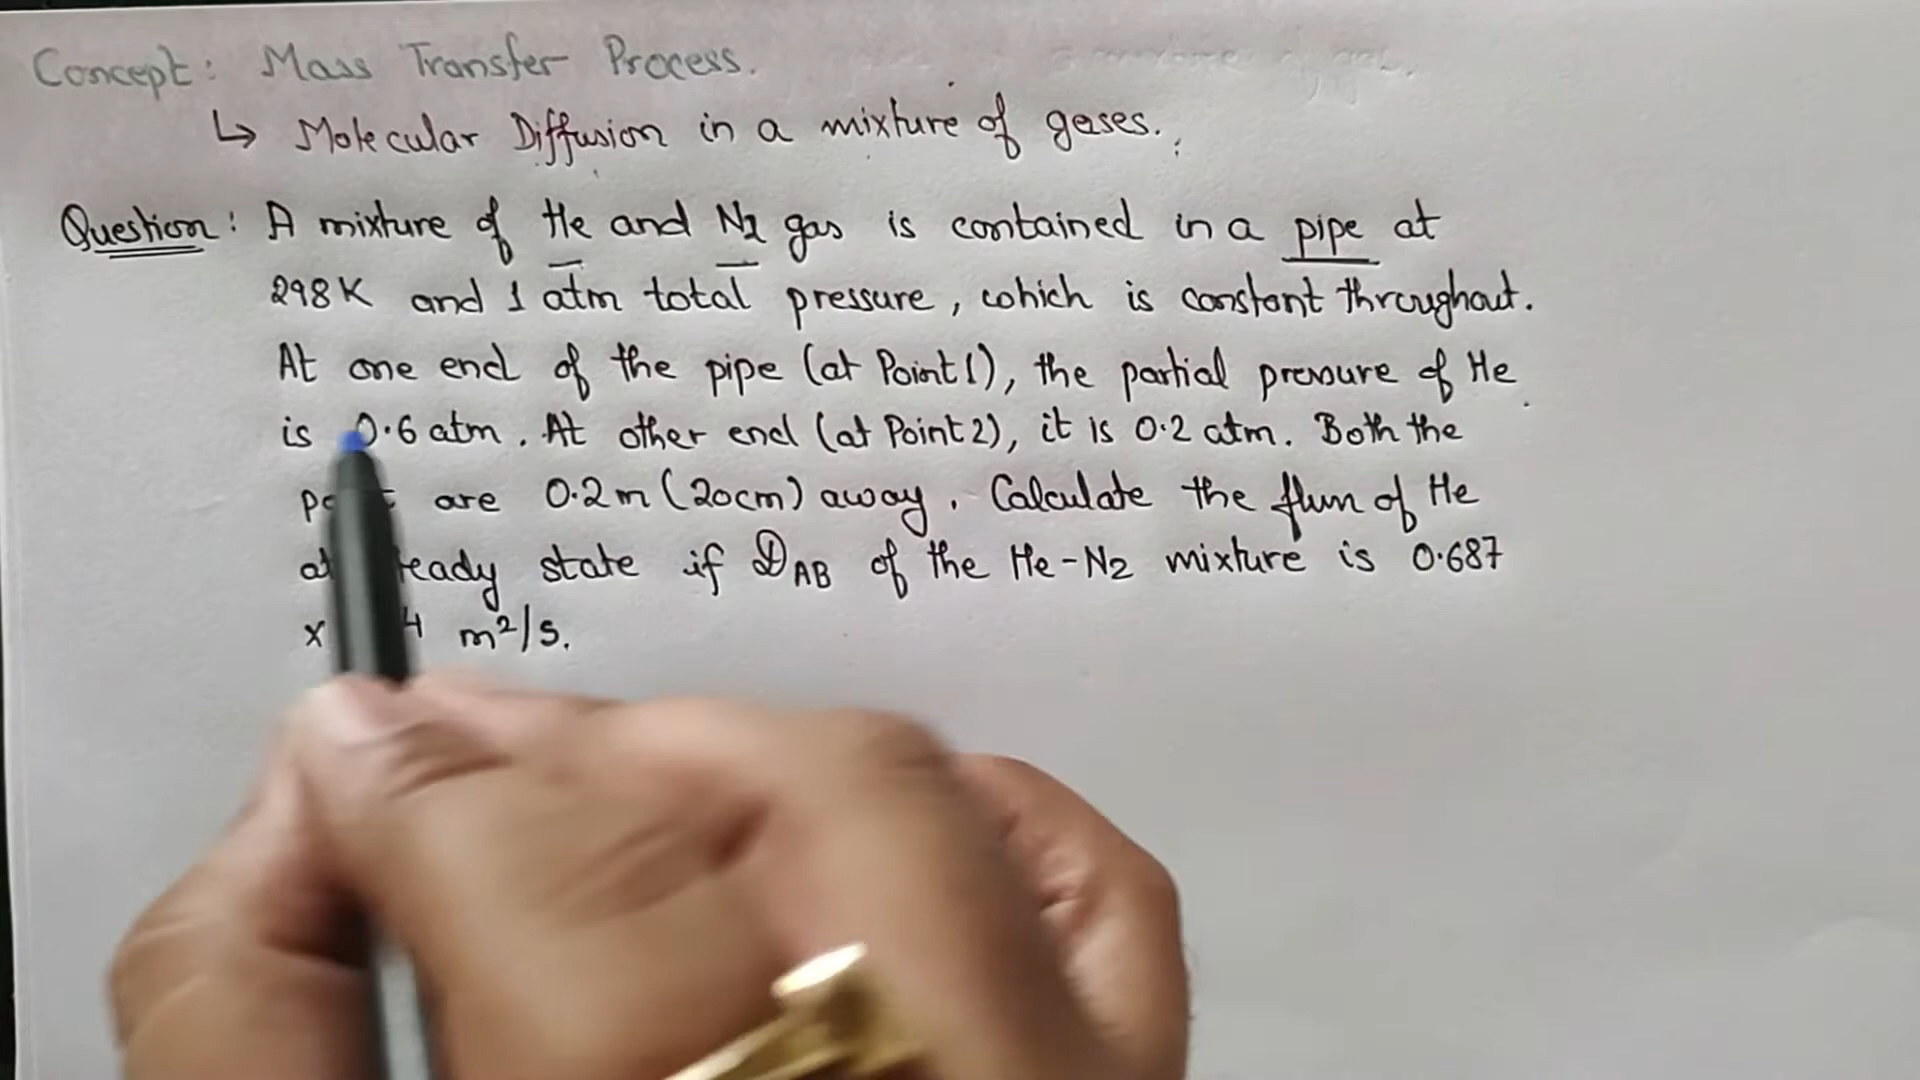 Concept: Mass Transfer Process.
↳ Molecular Diffusion in a mixture of gases.
Question: A mixture of He and N2 gas is contained in a pipe at
298K and 1 atm total pressure, which is constant throughout.
At one end of the pipe (at Point 1), the partial pressure of He
is 0.6 atm. At other end (at Point 2), it is 0.2 atm. Both the
are 0.2m (20cm) away. Calculate the flux of He
state if DAB of the He-N2 mixture is 0.687
x m²/s.